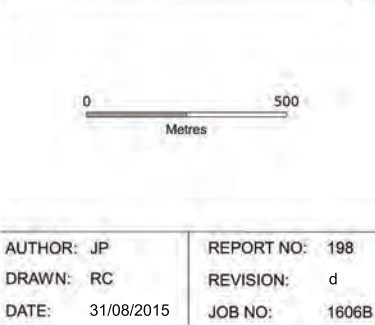 0 500
Metres
AUTHOR: JP REPORT NO: 198
DRAWN: RC REVISION: d
DATE: 31/08/2015 JOB NO: 1606B